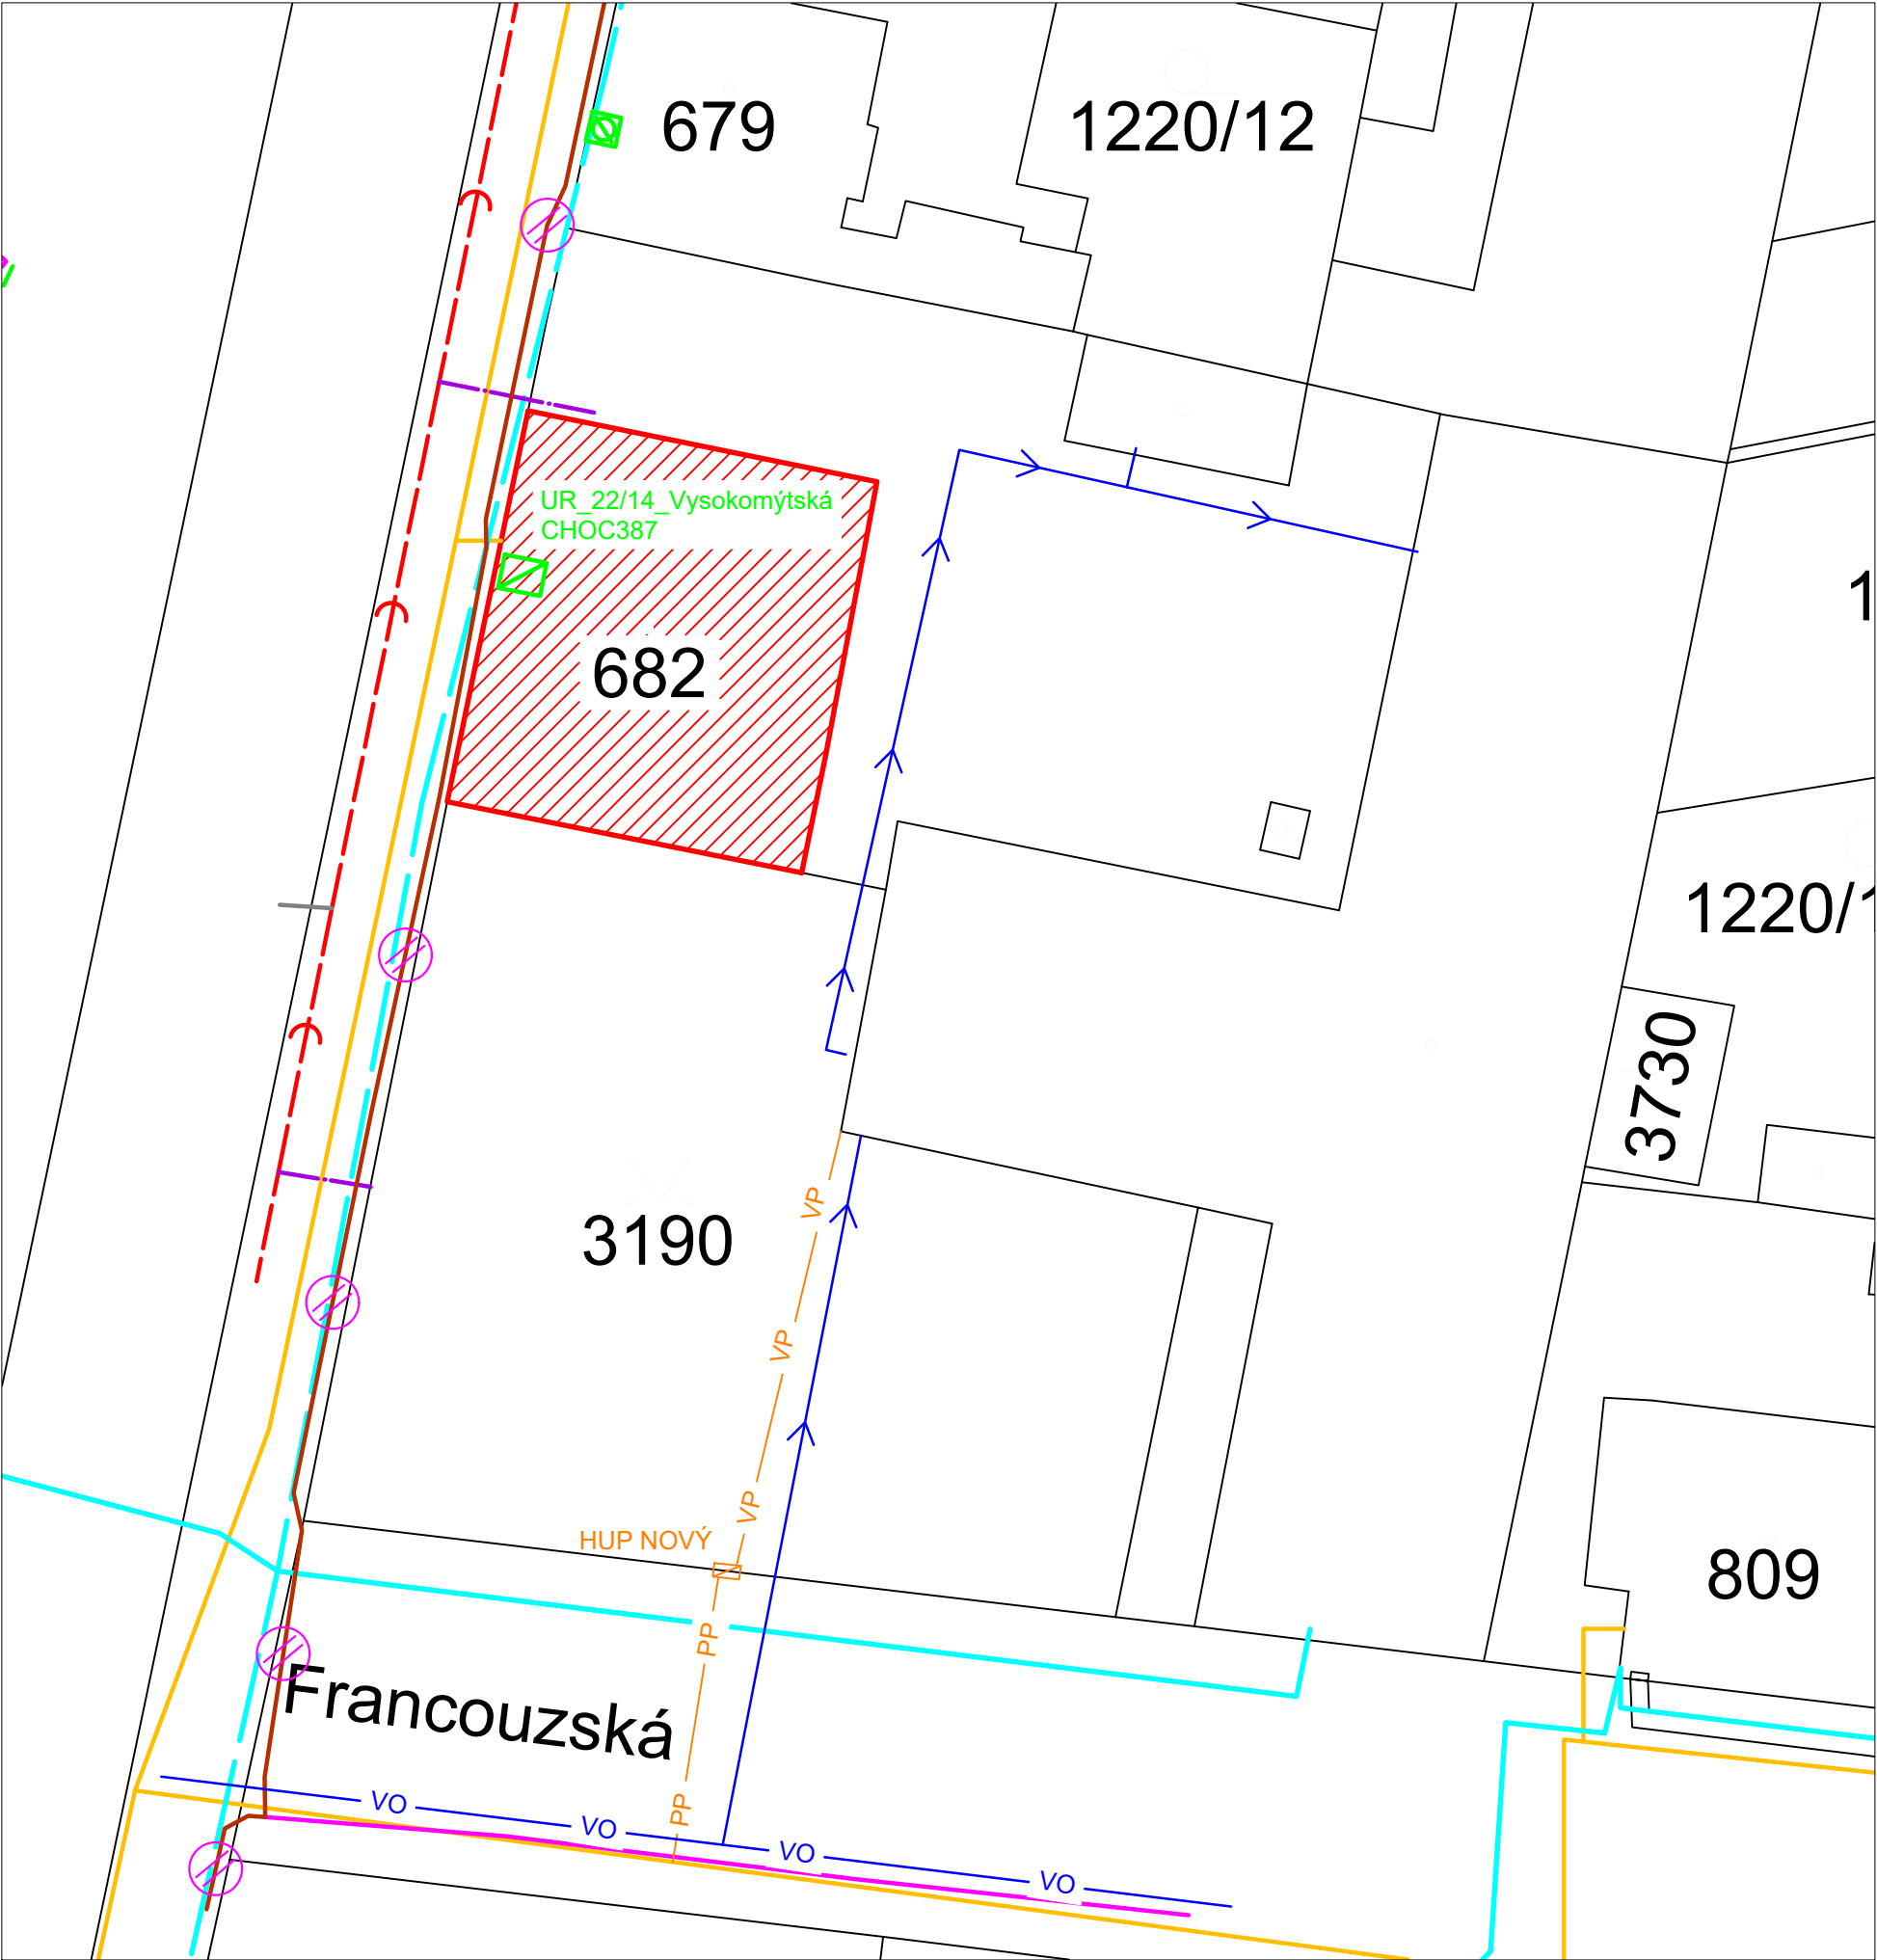 679
1220/12
UR_22/14_Vysokomýtská
CHOC387
682
1
1220/1
3730
VP
3190
VP
VP
HUP NOVÝ
809
PP
Francouzská
PP
VO
VO
VO
VO